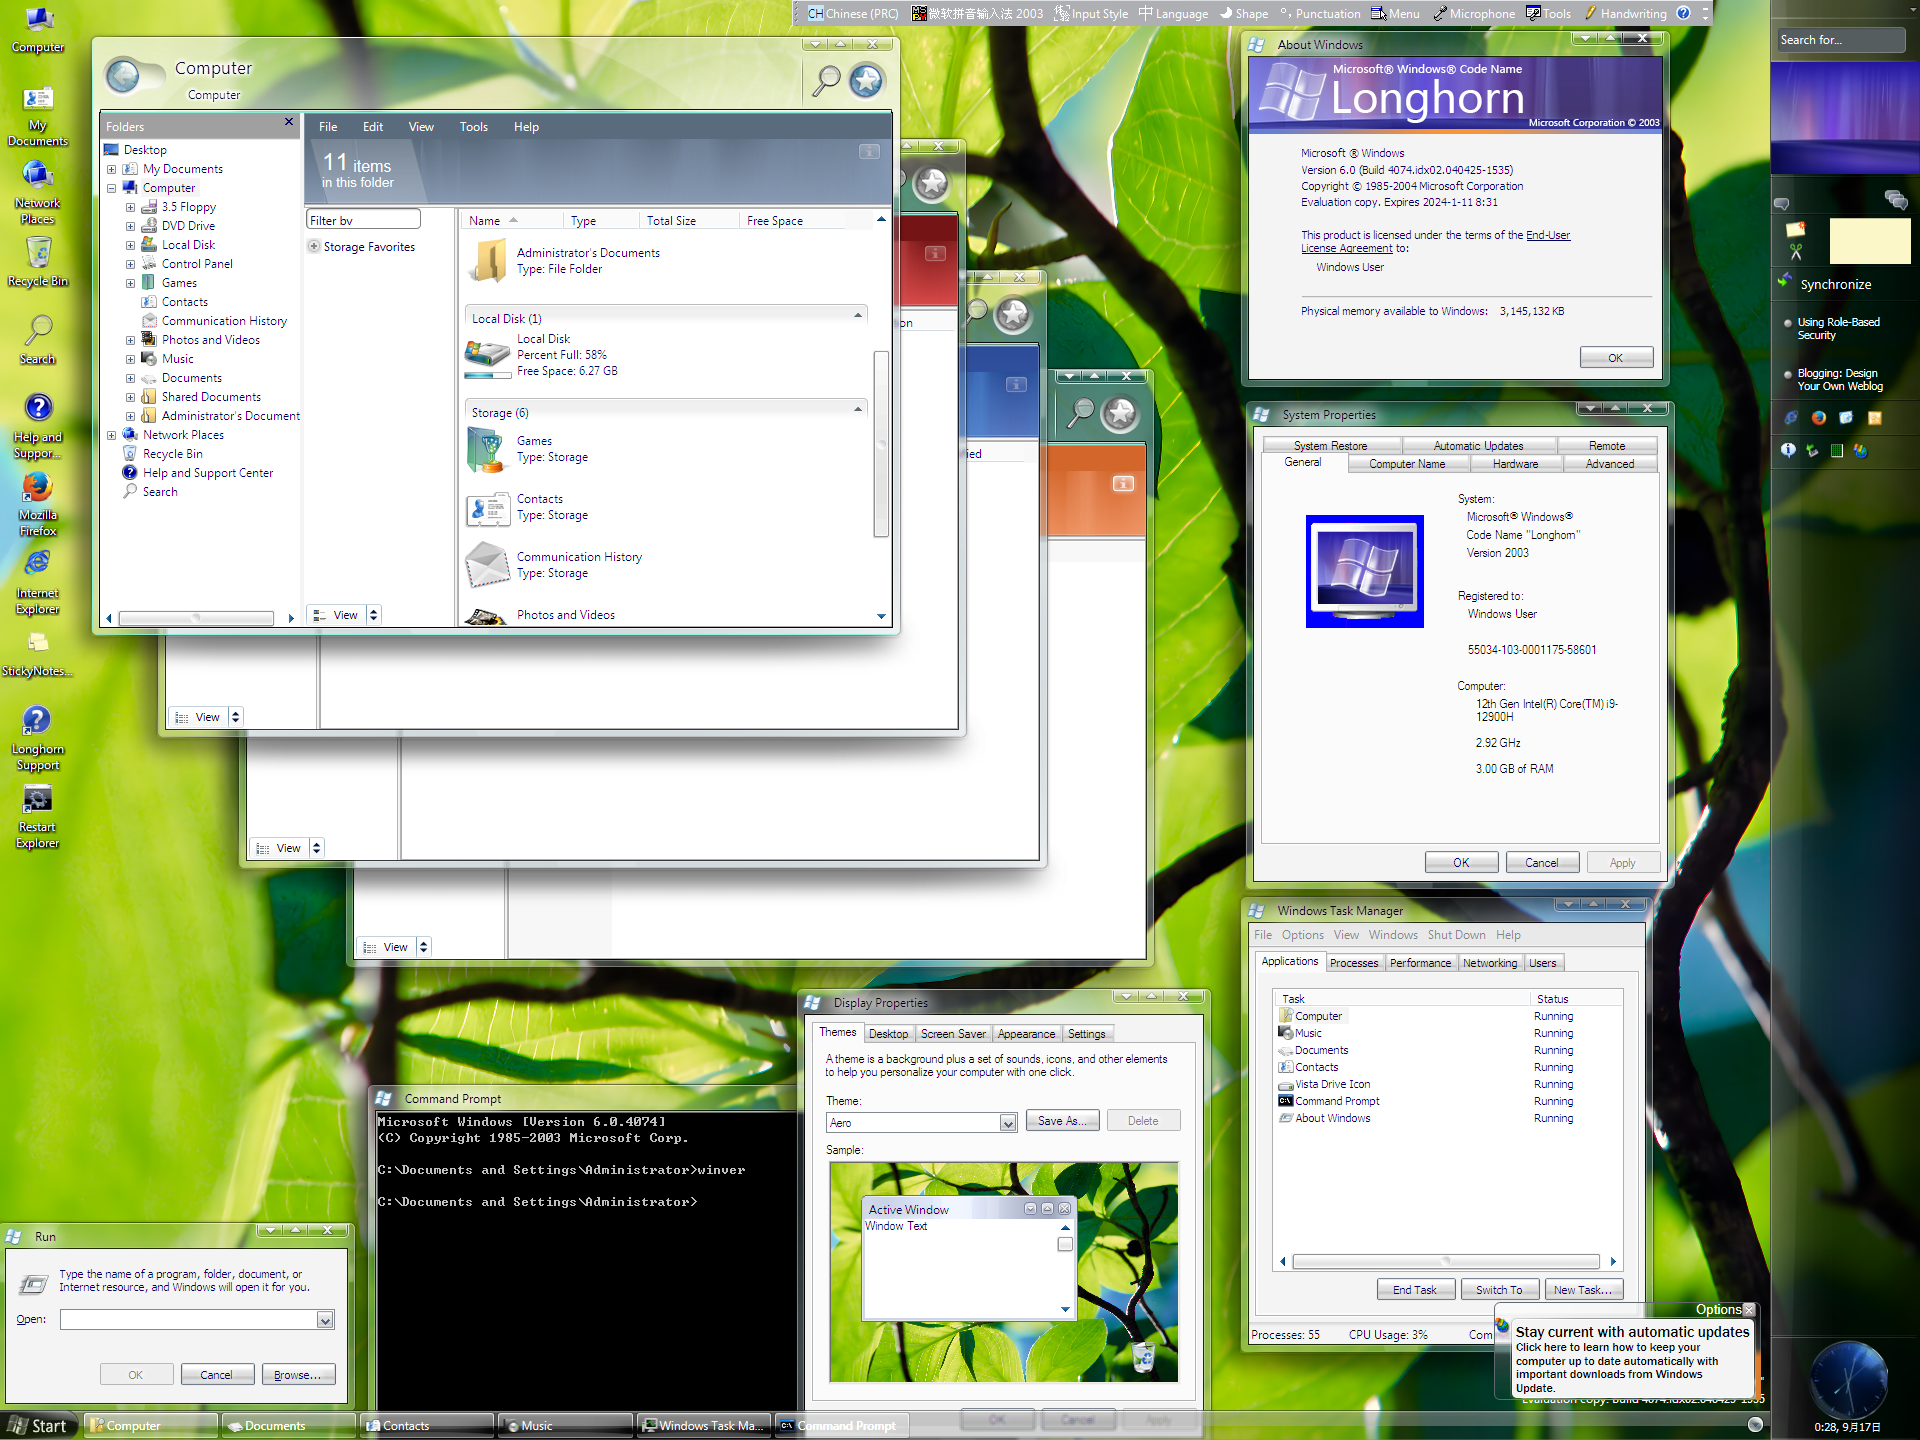 Computer
My
Documents
Network
Places
Recycle Bin
Search
Help and
Suppor...
Mozilla
Firefox
Internet
Explorer
StickyNotes...
Longhorn
Support
Restart
Explorer
CH Chinese (PRC)
微软拼音输入法 2003
Input Style
中 Language
Shape
Punctuation
Menu
Microphone
Tools
Handwriting
Computer
Computer
Folders
Desktop
My Documents
Computer
3.5 Floppy
DVD Drive
Local Disk
Control Panel
Games
Contacts
Communication History
Photos and Videos
Music
Documents
Shared Documents
Administrator's Document
Network Places
Recycle Bin
Help and Support Center
Search
File Edit View Tools Help
11 items
in this folder
Filter by
Storage Favorites
View
Name Type Total Size Free Space
Administrator's Documents
Type: File Folder
Local Disk (1)
Local Disk
Percent Full: 58%
Free Space: 6.27 GB
Storage (6)
Games
Type: Storage
Contacts
Type: Storage
Communication History
Type: Storage
Photos and Videos
on
View
ied
View
View
About Windows
Microsoft® Windows® Code Name
Longhorn
Microsoft Corporation © 2003
Microsoft ® Windows
Version 6.0 (Build 4074.idx02.040425-1535)
Copyright © 1985-2004 Microsoft Corporation
Evaluation copy. Expires 2024-1-11 8:31
This product is licensed under the terms of the End-User
License Agreement to:
Windows User
Physical memory available to Windows: 3,145,132 KB
OK
System Properties
System Restore Automatic Updates Remote
General Computer Name Hardware Advanced
System:
Microsoft® Windows®
Code Name "Longhorn"
Version 2003
Registered to:
Windows User
55034-103-0001175-58601
Computer:
12th Gen Intel(R) Core(TM) i9-
12900H
2.92 GHz
3.00 GB of RAM
OK Cancel Apply
Windows Task Manager
File Options View Windows Shut Down Help
Applications Processes Performance Networking Users
Task Status
Computer Running
Music Running
Documents Running
Contacts Running
Vista Drive Icon Running
Command Prompt Running
About Windows Running
End Task Switch To New Task...
Processes: 55 CPU Usage: 3% Com
Options
Stay current with automatic updates
Click here to learn how to keep your
computer up to date automatically with
important downloads from Windows
Update.
Evaluation copy. Build 4074.idx02.040425-1535
Display Properties
Themes Desktop Screen Saver Appearance Settings
A theme is a background plus a set of sounds, icons, and other elements
to help you personalize your computer with one click.
Theme:
Aero
Save As... Delete
Sample:
Active Window
Window Text
OK Cancel Apply
Command Prompt
Microsoft Windows [Version 6.0.4074]
(C) Copyright 1985-2003 Microsoft Corp.
C:\Documents and Settings\Administrator>winver
C:\Documents and Settings\Administrator>
Run
Type the name of a program, folder, document, or
Internet resource, and Windows will open it for you.
Open:
OK Cancel Browse...
Start
Computer
Documents
Contacts
Music
Windows Task Ma...
Command Prompt
Search for...
Synchronize
Using Role-Based
Security
Blogging: Design
Your Own Weblog
0:28, 9月17日